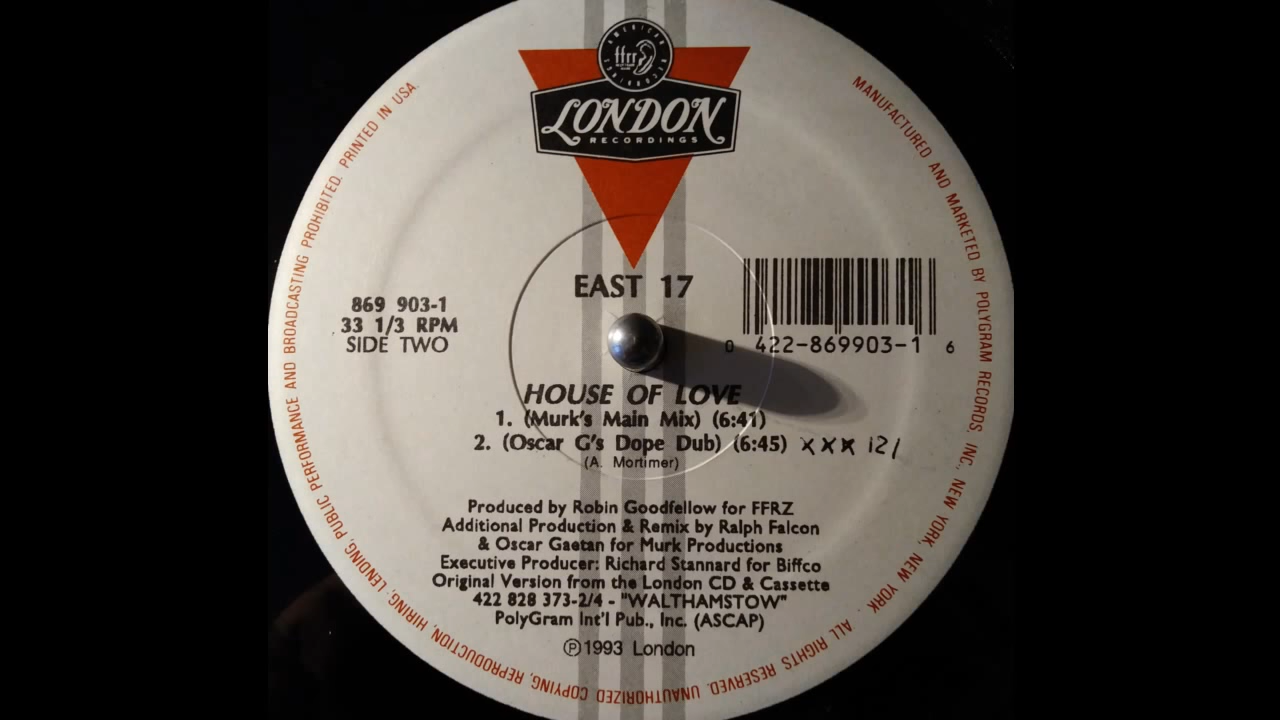 AMERICAN RECORDINGS
ffrr
LONDON
RECORDINGS
EAST 17
869 903-1
33 1/3 RPM
SIDE TWO
0 422-869903-1 6
HOUSE OF LOVE
1. (Murk's Main Mix) (6:41)
2. (Oscar G's Dope Dub) (6:45) XXX 121
(A. Mortimer)
Produced by Robin Goodfellow for FFRZ
Additional Production & Remix by Ralph Falcon
& Oscar Gaetan for Murk Productions
Executive Producer: Richard Stannard for Biffco
Original Version from the London CD & Cassette
422 828 373-2/4 - "WALTHAMSTOW"
PolyGram Int'l Pub., Inc. (ASCAP)
Ⓟ1993 London
MANUFACTURED AND MARKETED BY POLYGRAM RECORDS, INC., NEW YORK, NEW YORK. ALL RIGHTS RESERVED. UNAUTHORIZED COPYING, REPRODUCTION, HIRING, LENDING, PUBLIC PERFORMANCE AND BROADCASTING PROHIBITED. PRINTED IN USA.